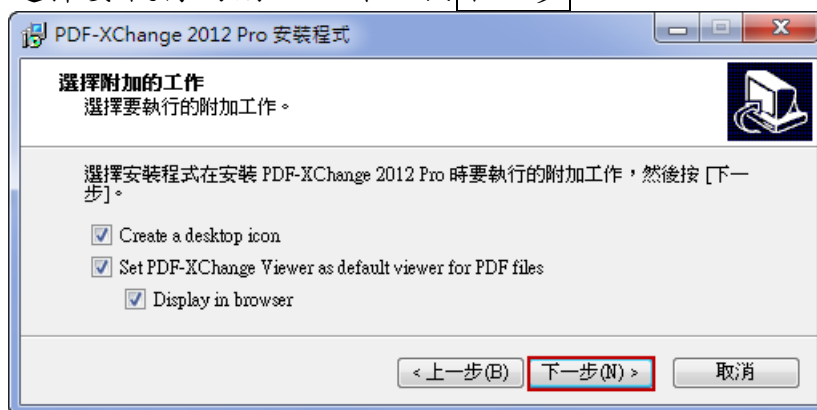 PDF-XChange 2012 Pro 安裝程式
選擇附加的工作
選擇要執行的附加工作。
選擇安裝程式在安裝 PDF-XChange 2012 Pro 時要執行的附加工作，然後按 [下一
步]。
Create a desktop icon
Set PDF-XChange Viewer as default viewer for PDF files
Display in browser
< 上一步(B) 下一步(N) > 取消